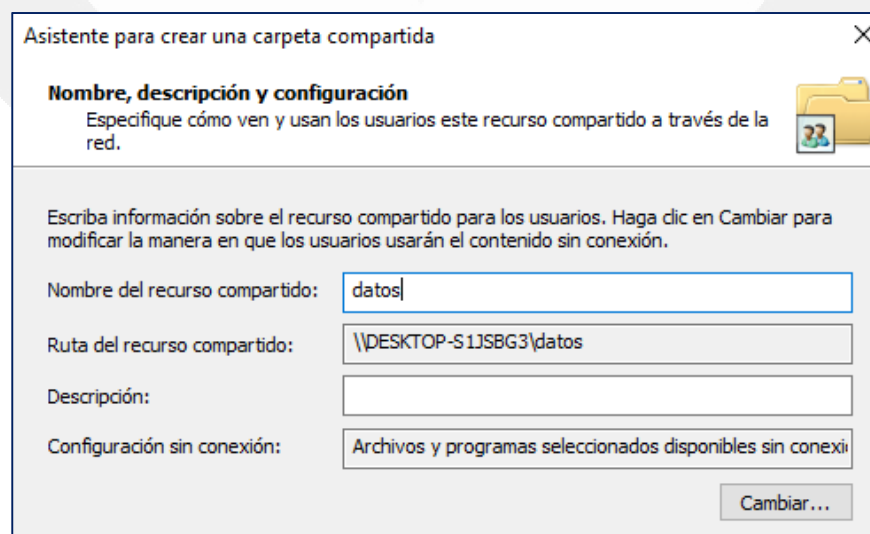 Asistente para crear una carpeta compartida
Nombre, descripción y configuración
Especifique cómo ven y usan los usuarios este recurso compartido a través de la
red.
Escriba información sobre el recurso compartido para los usuarios. Haga clic en Cambiar para
modificar la manera en que los usuarios usarán el contenido sin conexión.
Nombre del recurso compartido: datos
Ruta del recurso compartido: \\DESKTOP-S1JSBG3\datos
Descripción:
Configuración sin conexión: Archivos y programas seleccionados disponibles sin conexi
Cambiar...